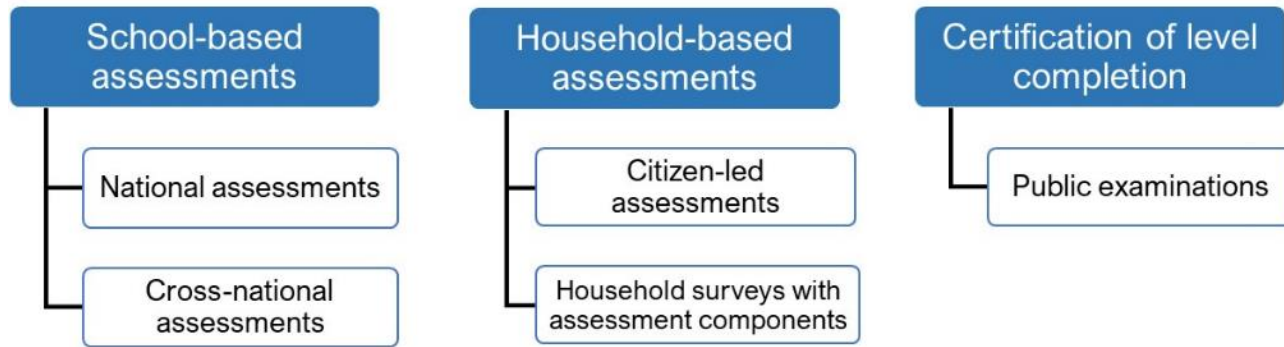 School-based
assessments
National assessments
Cross-national
assessments
Household-based
assessments
Citizen-led
assessments
Household surveys with
assessment components
Certification of level
completion
Public examinations